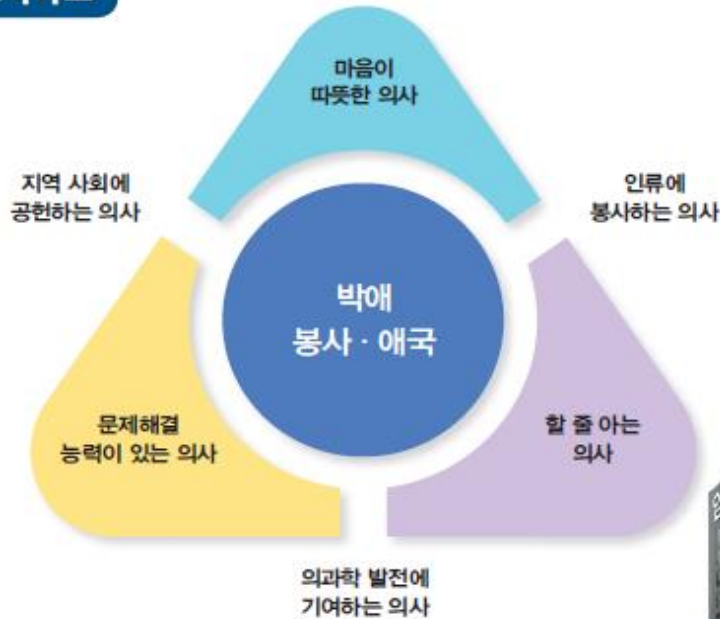 마음이
따뜻한 의사
지역 사회에
공헌하는 의사
인류에
봉사하는 의사
박애
봉사 · 애국
문제해결
능력이 있는 의사
할 줄 아는
의사
의과학 발전에
기여하는 의사